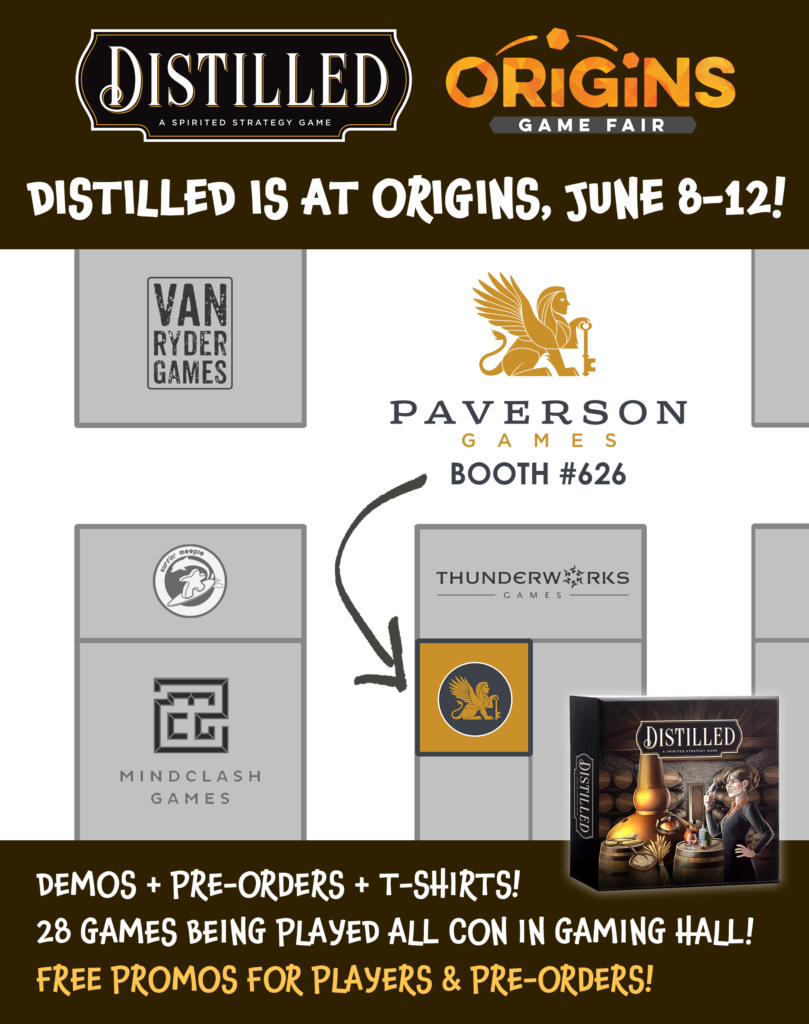 DISTILLED
A SPIRITED STRATEGY GAME
ORIGINS
GAME FAIR
DISTILLED IS AT ORIGINS, JUNE 8-12!
VAN
RYDER
GAMES
PAVERSON
GAMES
BOOTH #626
surfin' meeple
THUNDERWORKS
GAMES
MINDCLASH
GAMES
DISTILLED
A SPIRITED STRATEGY GAME
DISTILLED
DEMOS + PRE-ORDERS + T-SHIRTS!
28 GAMES BEING PLAYED ALL CON IN GAMING HALL!
FREE PROMOS FOR PLAYERS & PRE-ORDERS!